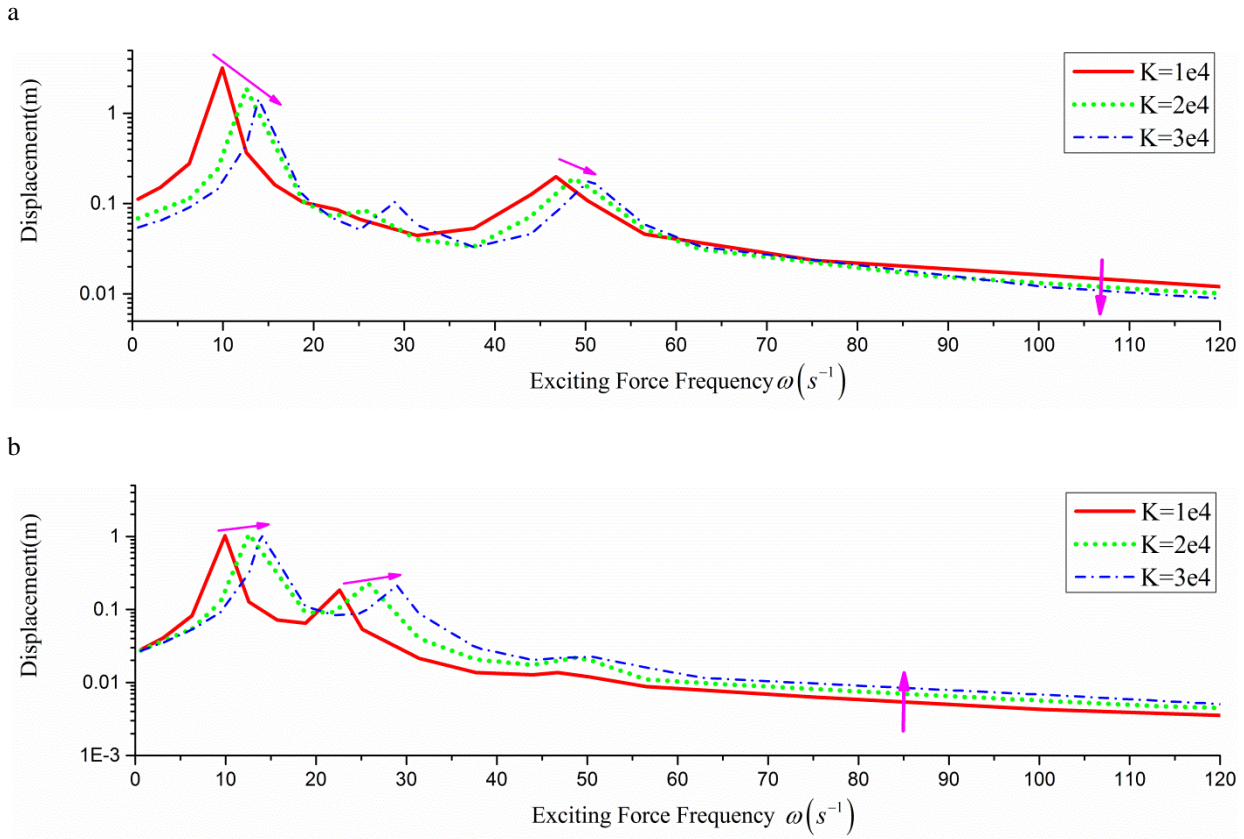 a
Displacement(m)
1
0.1
0.01
K=1e4
K=2e4
K=3e4
0 10 20 30 40 50 60 70 80 90 100 110 120
Exciting Force Frequency ω(s⁻¹)
b
Displacement(m)
1
0.1
0.01
1E-3
K=1e4
K=2e4
K=3e4
0 10 20 30 40 50 60 70 80 90 100 110 120
Exciting Force Frequency ω(s⁻¹)